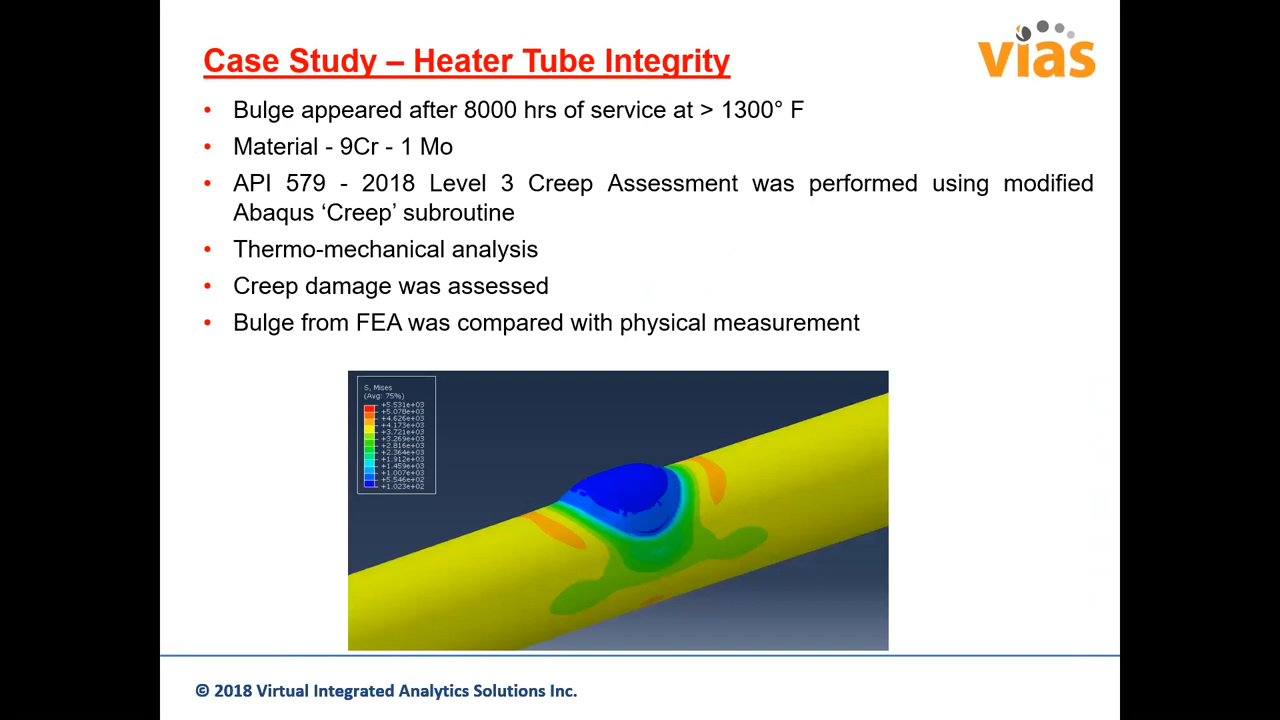 Case Study – Heater Tube Integrity
vias
• Bulge appeared after 8000 hrs of service at > 1300° F
• Material - 9Cr - 1 Mo
• API 579 - 2018 Level 3 Creep Assessment was performed using modified
Abaqus ‘Creep’ subroutine
• Thermo-mechanical analysis
• Creep damage was assessed
• Bulge from FEA was compared with physical measurement
S, Mises
(Avg: 75%)
+5.531e+03
+5.078e+03
+4.626e+03
+4.173e+03
+3.721e+03
+3.269e+03
+2.816e+03
+2.364e+03
+1.912e+03
+1.459e+03
+1.007e+03
+5.546e+02
+1.023e+02
© 2018 Virtual Integrated Analytics Solutions Inc.